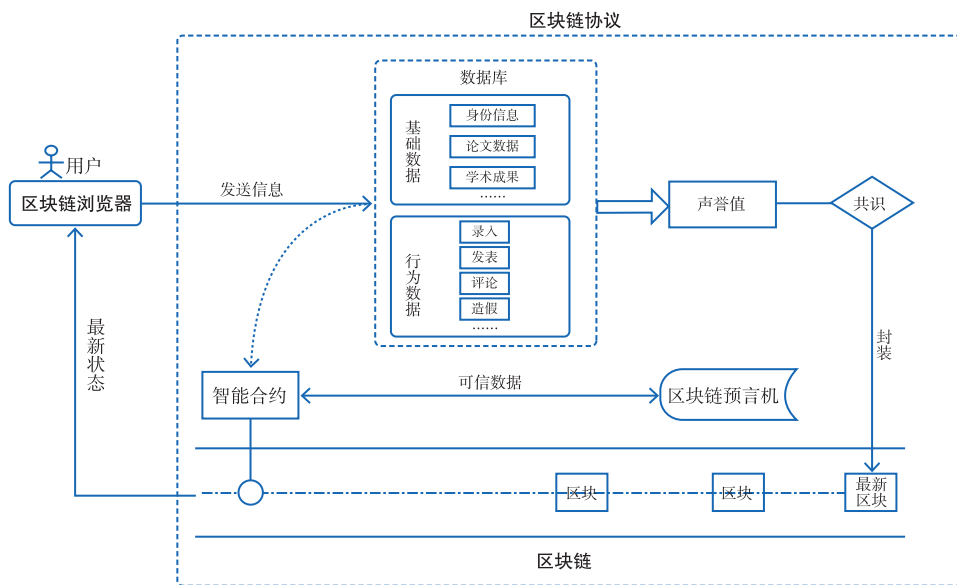 区块链协议
数据库
基础数据
身份信息
论文数据
学术成果
……
用户
区块链浏览器
发送信息
声誉值
共识
行为数据
录入
发表
评论
造假
……
最新状态
封装
智能合约
可信数据
区块链预言机
区块
区块
最新
区块
区块链